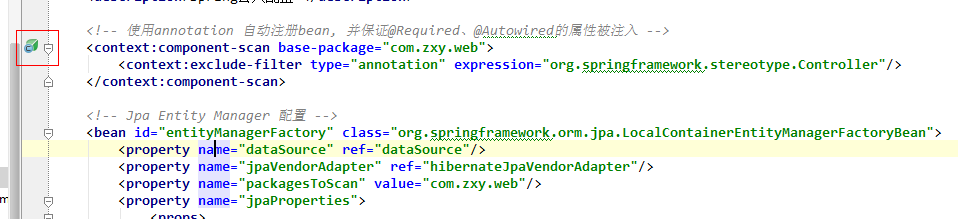 <!-- 使用annotation 自动注册bean, 并保证@Required、@Autowired的属性被注入 -->
<context:component-scan base-package="com.zxy.web">
<context:exclude-filter type="annotation" expression="org.springframework.stereotype.Controller"/>
</context:component-scan>
<!-- Jpa Entity Manager 配置 -->
<bean id="entityManagerFactory" class="org.springframework.orm.jpa.LocalContainerEntityManagerFactoryBean">
<property name="dataSource" ref="dataSource"/>
<property name="jpaVendorAdapter" ref="hibernateJpaVendorAdapter"/>
<property name="packagesToScan" value="com.zxy.web"/>
<property name="jpaProperties">
<props>